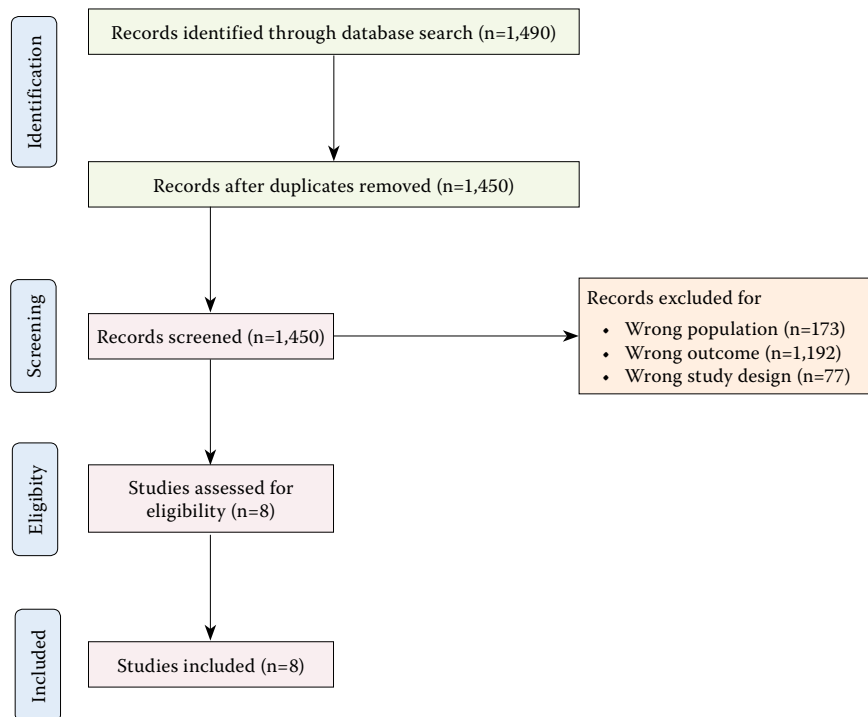 Identification
Records identified through database search (n=1,490)
Records after duplicates removed (n=1,450)
Screening
Records screened (n=1,450)
Records excluded for
• Wrong population (n=173)
• Wrong outcome (n=1,192)
• Wrong study design (n=77)
Eligibity
Studies assessed for
eligibility (n=8)
Included
Studies included (n=8)